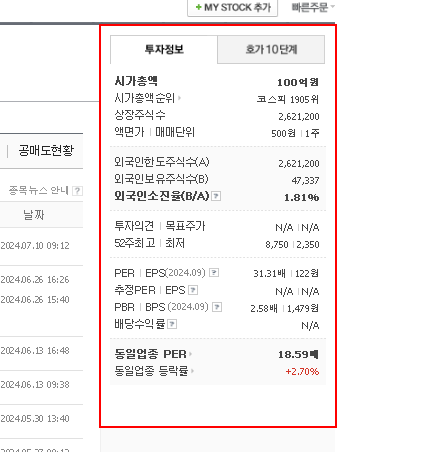 + MY STOCK 추가 빠른주문
투자정보 호가 10단계
시가총액 100억원
시가총액순위 코스픽 1905위
상장주식수 2,621,200
액면가 | 매매단위 500원 | 1주
공매도현황
외국인한도주식수(A) 2,621,200
외국인보유주식수(B) 47,337
종목뉴스 안내 ?
외국인소진율(B/A) ? 1.81%
날짜
투자의견 | 목표주가 N/A | N/A
2024.07.10 09:12
52주최고 | 최저 8,750 | 2,350
PER | EPS(2024.09) ? 31.31배 | 122원
2024.06.26 16:26
추정PER | EPS ? N/A | N/A
2024.06.26 15:40
PBR | BPS (2024.09) ? 2.58배 | 1,479원
배당수익률 ? N/A
2024.06.13 16:48
동일업종 PER 18.59배
동일업종 등락률 +2.70%
2024.06.13 09:38
2024.05.30 13:40